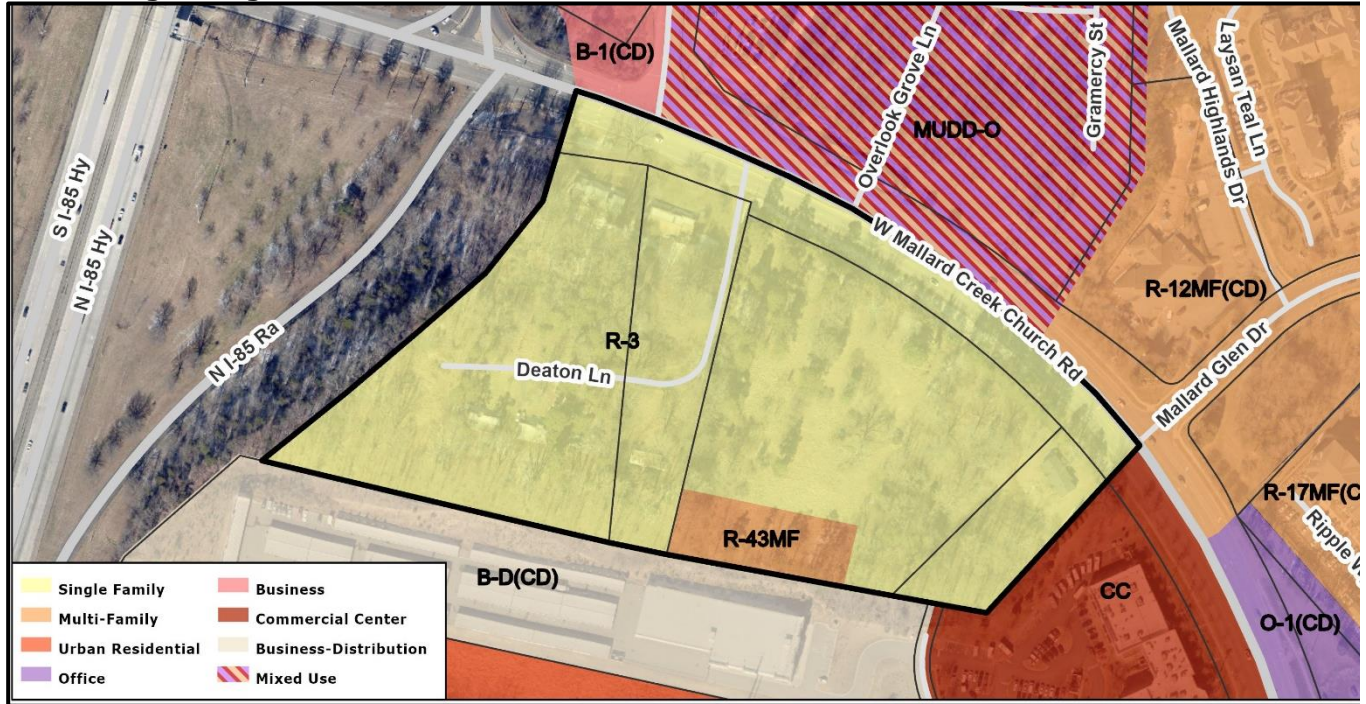 B-1(CD)
Overlook Grove Ln
Gramercy St
MUDD-O
Mallard Highlands Dr
Laysan Teal Ln
S I-85 Hy
N I-85 Hy
N I-85 Ra
W Mallard Creek Church Rd
R-12MF(CD)
R-3
Deaton Ln
Mallard Glen Dr
R-17MF(C
R-43MF
B-D(CD)
CC
O-1(CD)
Single Family
Multi-Family
Urban Residential
Office
Business
Commercial Center
Business-Distribution
Mixed Use